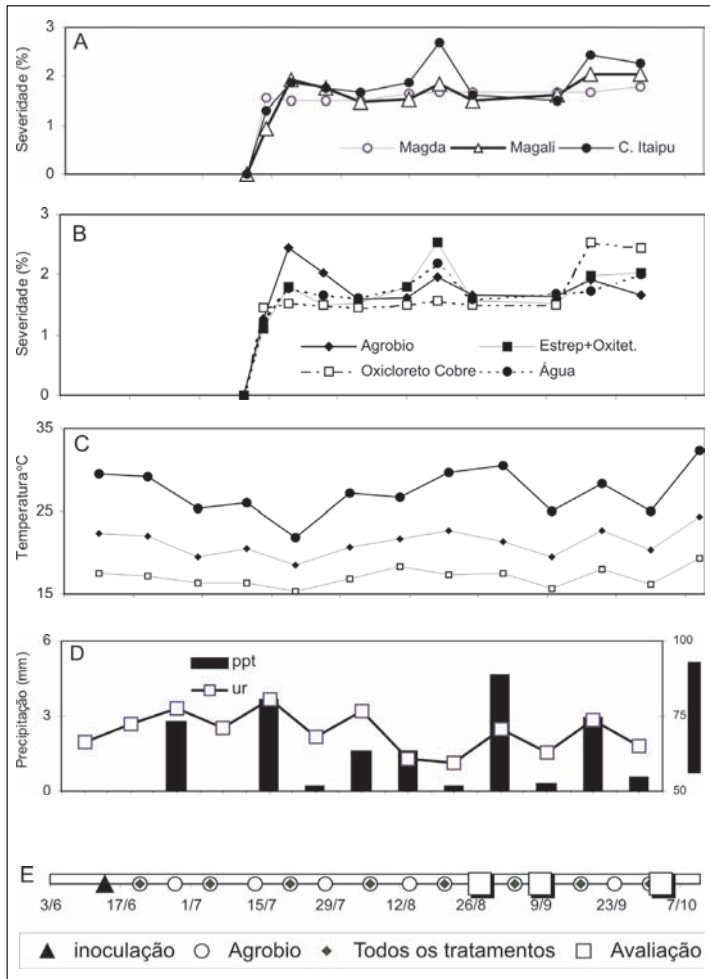 A
Severidade (%)
3
2
1
0
Magda Magali C. Itaipu
B
Severidade (%)
3
2
1
0
Agrobio Estrep+Oxitet.
Oxicloreto Cobre Água
C
Temperatura°C
35
25
15
D
Precipitação (mm)
6
3
0
ppt
ur
100
75
50
E
3/6 17/6 1/7 15/7 29/7 12/8 26/8 9/9 23/9 7/10
inoculação Agrobio Todos os tratamentos Avaliação